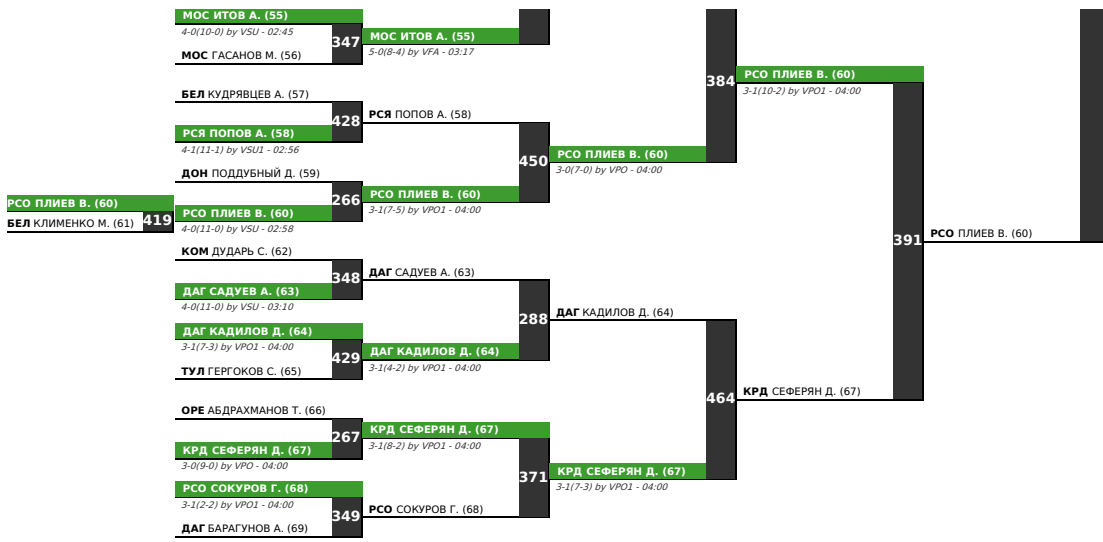 РСО ПЛИЕВ В. (60)
419
БЕЛ КЛИМЕНКО М. (61)
МОС ИТОВ А. (55)
4-0(10-0) by VSU - 02:45
347
МОС ГАСАНОВ М. (56)
БЕЛ КУДРЯВЦЕВ А. (57)
428
РСЯ ПОПОВ А. (58)
4-1(11-1) by VSU1 - 02:56
ДОН ПОДДУБНЫЙ Д. (59)
266
РСО ПЛИЕВ В. (60)
4-0(11-0) by VSU - 02:58
КОМ ДУДАРЬ С. (62)
348
ДАГ САДУЕВ А. (63)
4-0(11-0) by VSU - 03:10
ДАГ КАДИЛОВ Д. (64)
3-1(7-3) by VPO1 - 04:00
429
ТУЛ ГЕРГОКОВ С. (65)
ОРЕ АБДРАХМАНОВ Т. (66)
267
КРД СЕФЕРЯН Д. (67)
3-0(9-0) by VPO - 04:00
РСО СОКУРОВ Г. (68)
3-1(2-2) by VPO1 - 04:00
349
ДАГ БАРАГУНОВ А. (69)
МОС ИТОВ А. (55)
5-0(8-4) by VFA - 03:17
РСЯ ПОПОВ А. (58)
450
РСО ПЛИЕВ В. (60)
3-1(7-5) by VPO1 - 04:00
ДАГ САДУЕВ А. (63)
288
ДАГ КАДИЛОВ Д. (64)
3-1(4-2) by VPO1 - 04:00
КРД СЕФЕРЯН Д. (67)
3-1(8-2) by VPO1 - 04:00
371
РСО СОКУРОВ Г. (68)
384
РСО ПЛИЕВ В. (60)
3-0(7-0) by VPO - 04:00
ДАГ КАДИЛОВ Д. (64)
464
КРД СЕФЕРЯН Д. (67)
3-1(7-3) by VPO1 - 04:00
РСО ПЛИЕВ В. (60)
3-1(10-2) by VPO1 - 04:00
391
КРД СЕФЕРЯН Д. (67)
РСО ПЛИЕВ В. (60)